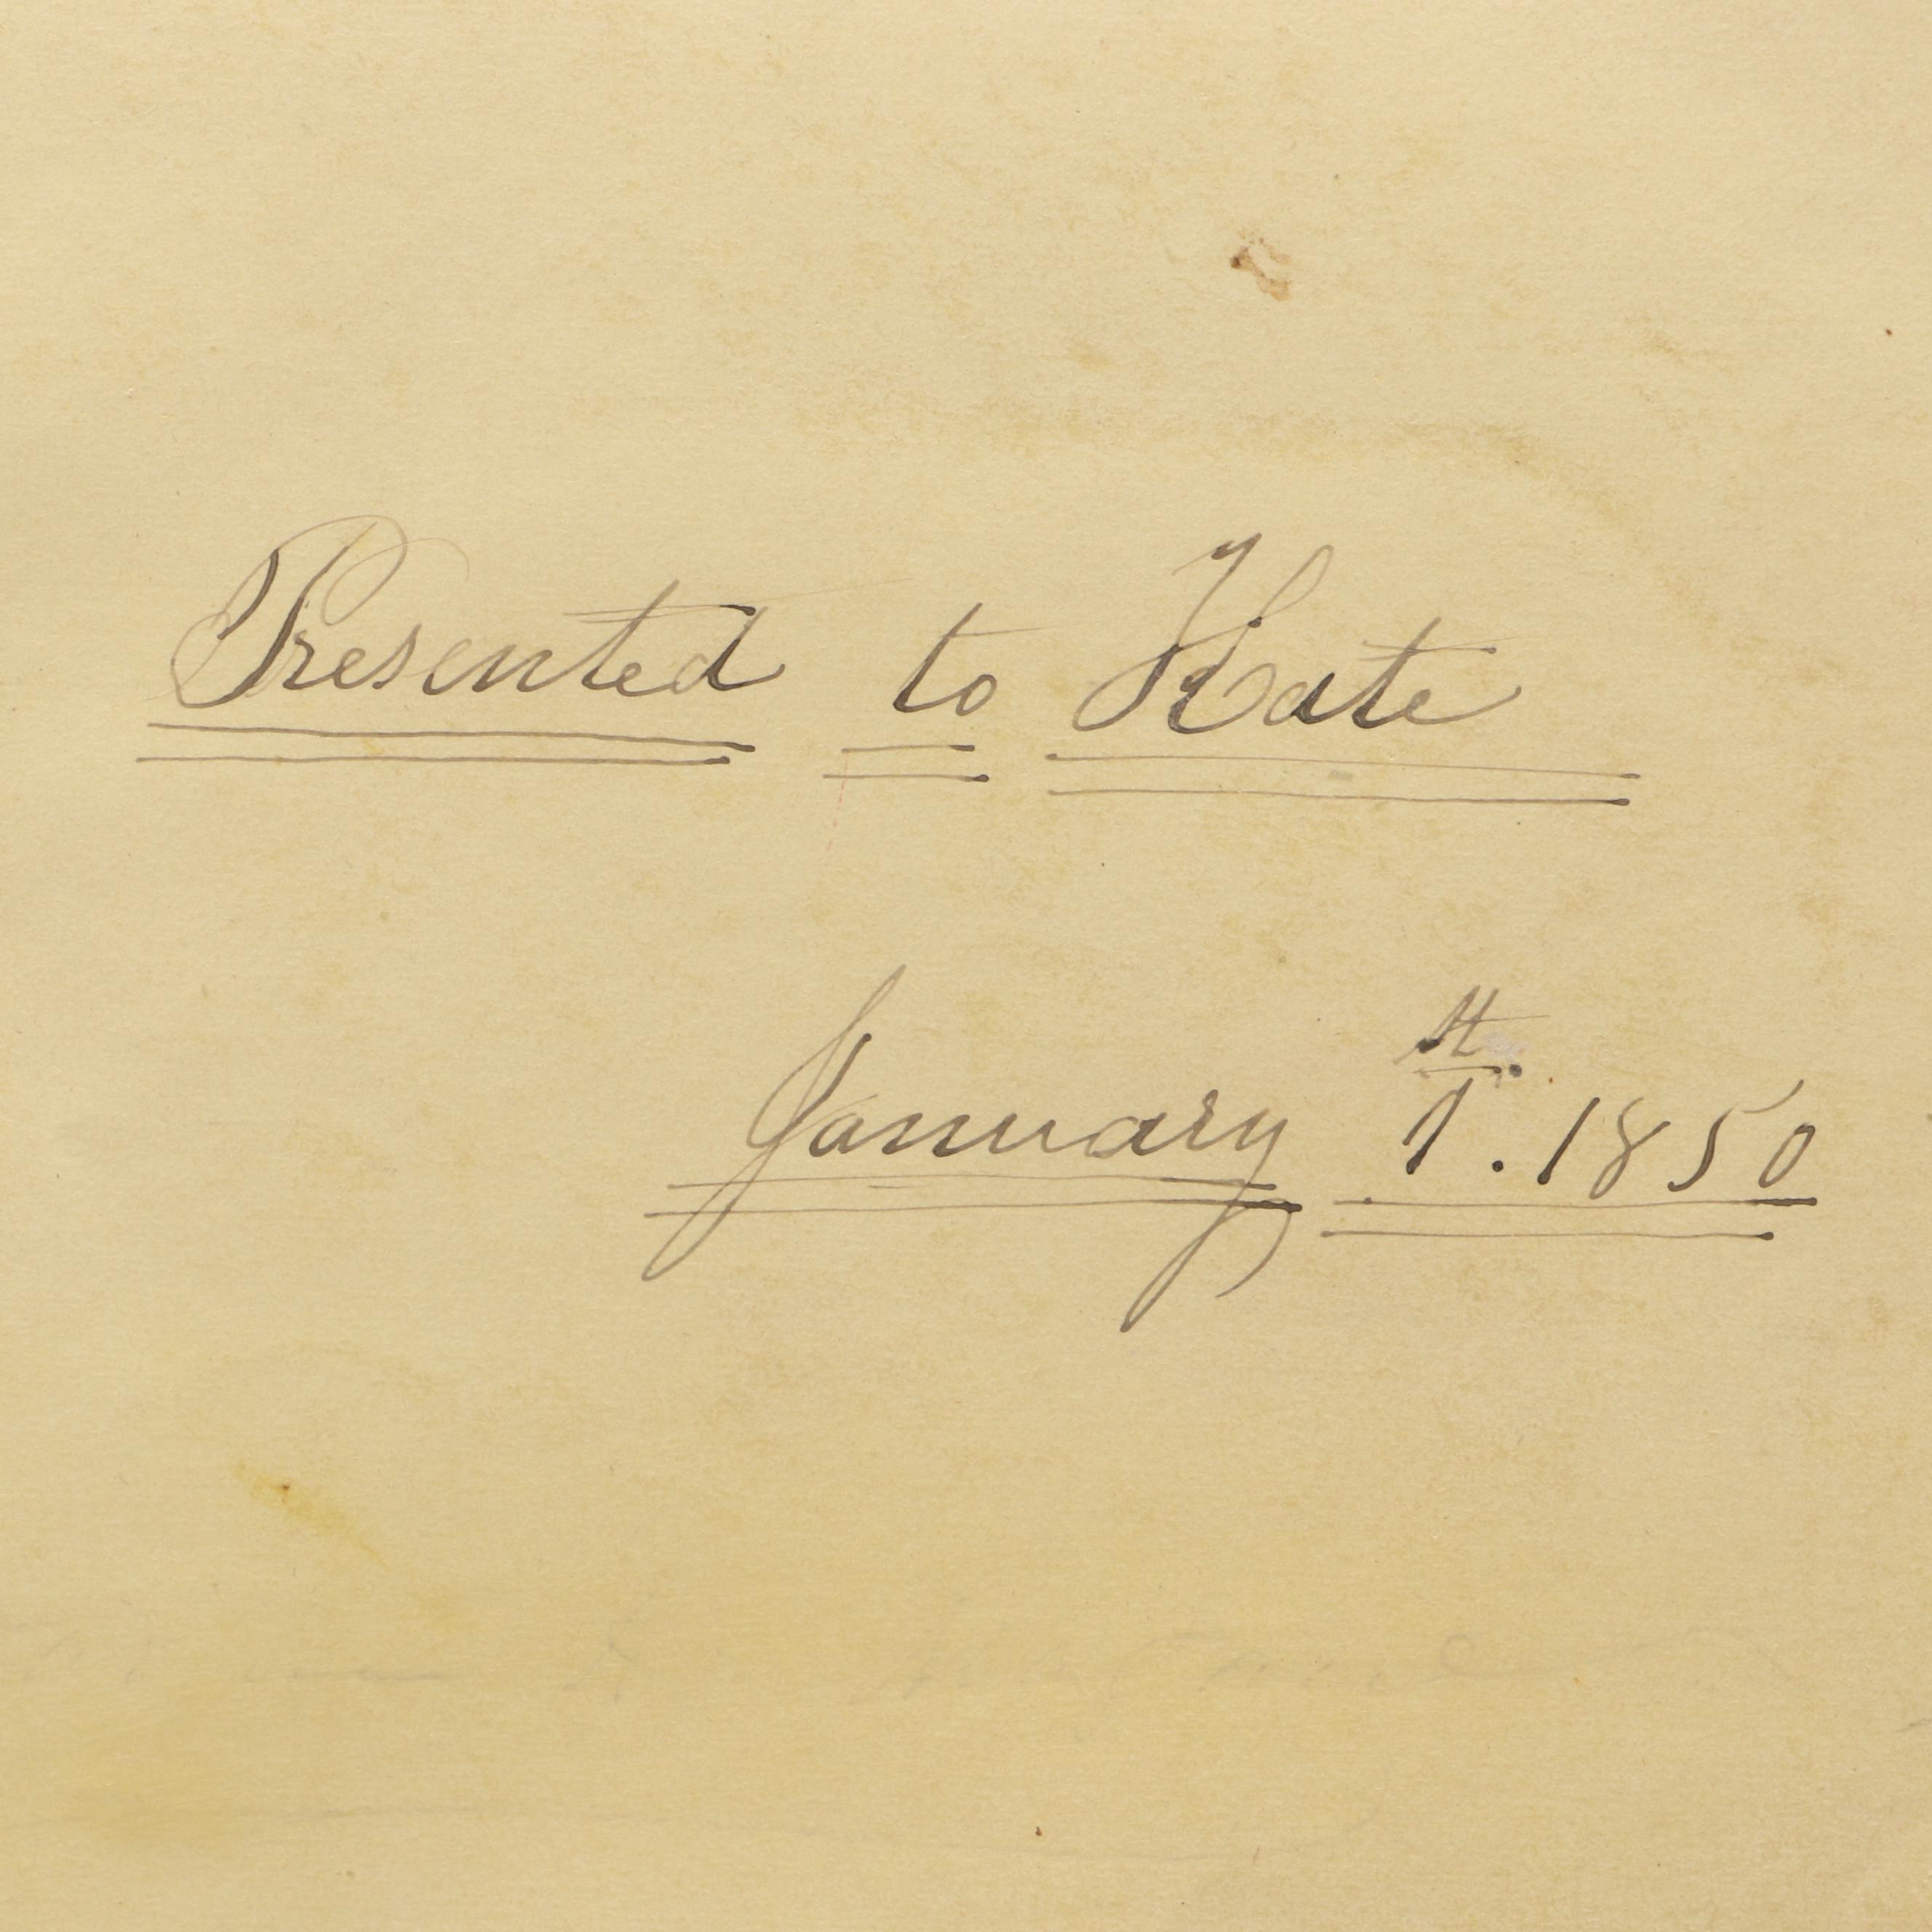 Presented to Kate
January 1st. 1850